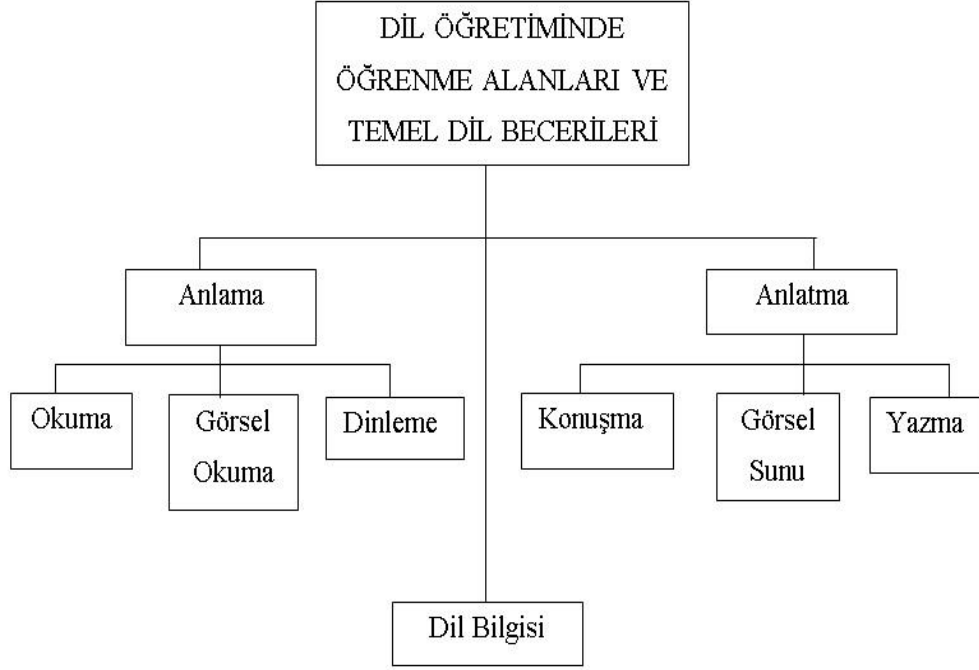 DİL ÖĞRETİMİNDE
ÖĞRENME ALANLARI VE
TEMEL DİL BECERİLERİ
Anlama
Anlatma
Okuma
Görsel
Okuma
Dinleme
Konuşma
Görsel
Sunu
Yazma
Dil Bilgisi